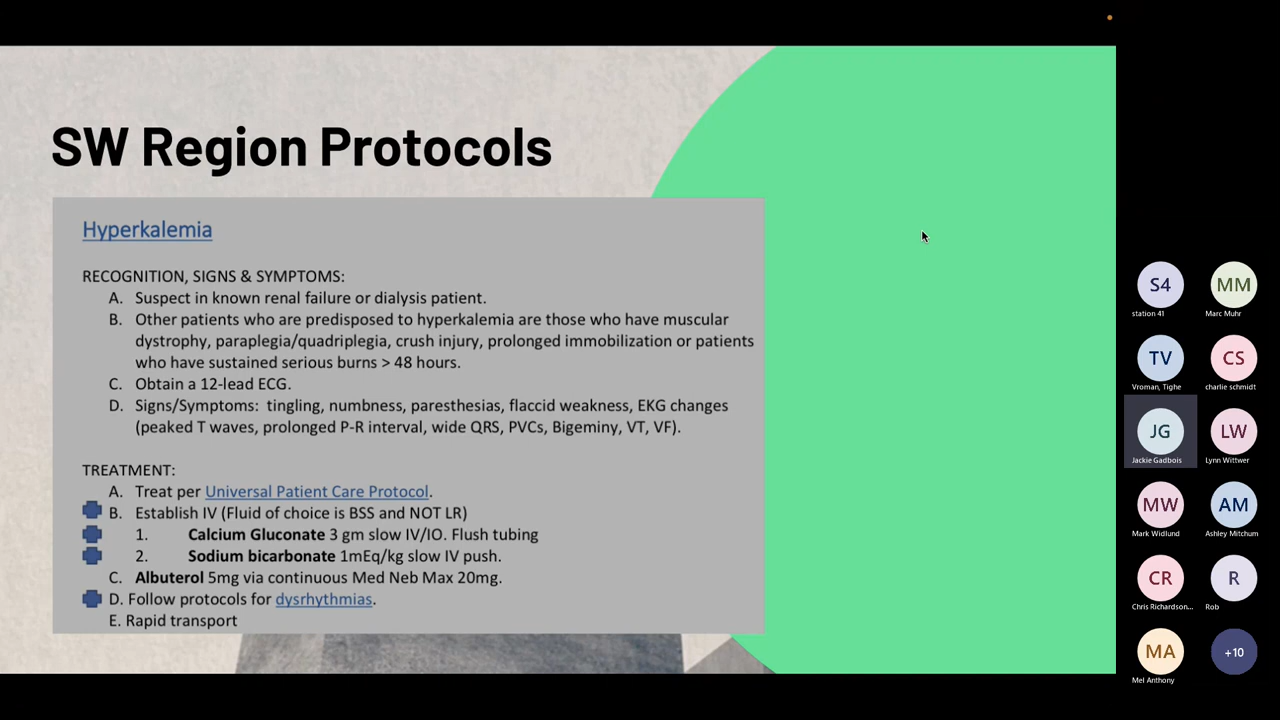 SW Region Protocols
Hyperkalemia
RECOGNITION, SIGNS & SYMPTOMS:
A. Suspect in known renal failure or dialysis patient.
B. Other patients who are predisposed to hyperkalemia are those who have muscular
dystrophy, paraplegia/quadriplegia, crush injury, prolonged immobilization or patients
who have sustained serious burns > 48 hours.
C. Obtain a 12-lead ECG.
D. Signs/Symptoms: tingling, numbness, paresthesias, flaccid weakness, EKG changes
(peaked T waves, prolonged P-R interval, wide QRS, PVCs, Bigeminy, VT, VF).
TREATMENT:
A. Treat per Universal Patient Care Protocol.
B. Establish IV (Fluid of choice is BSS and NOT LR)
1. Calcium Gluconate 3 gm slow IV/IO. Flush tubing
2. Sodium bicarbonate 1mEq/kg slow IV push.
C. Albuterol 5mg via continuous Med Neb Max 20mg.
D. Follow protocols for dysrhythmias.
E. Rapid transport
S4
station 41
MM
Marc Muhr
TV
Vroman, Tighe
CS
charlie schmidt
JG
Jackie Gadbois
LW
Lynn Wittwer
MW
Mark Widlund
AM
Ashley Mitchum
CR
Chris Richardson...
R
Rob
MA
Mel Anthony
+10